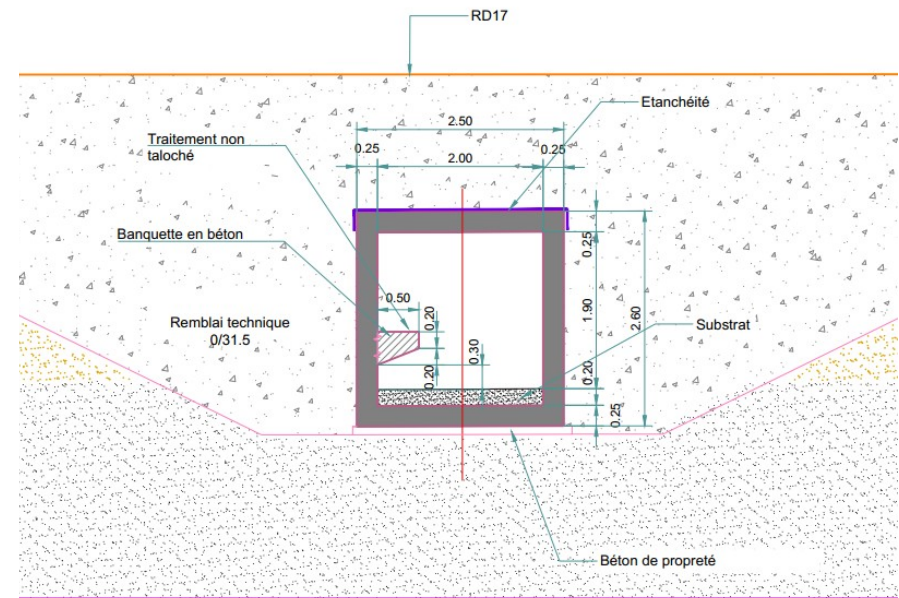 RD17
Etanchéité
2.50
Traitement non
taloché
0.25
2.00
0.25
Banquette en béton
0.25
0.50
0.20
1.90
2.60
Remblai technique
0/31.5
Substrat
0.30
0.20
0.20
0.25
Béton de propreté